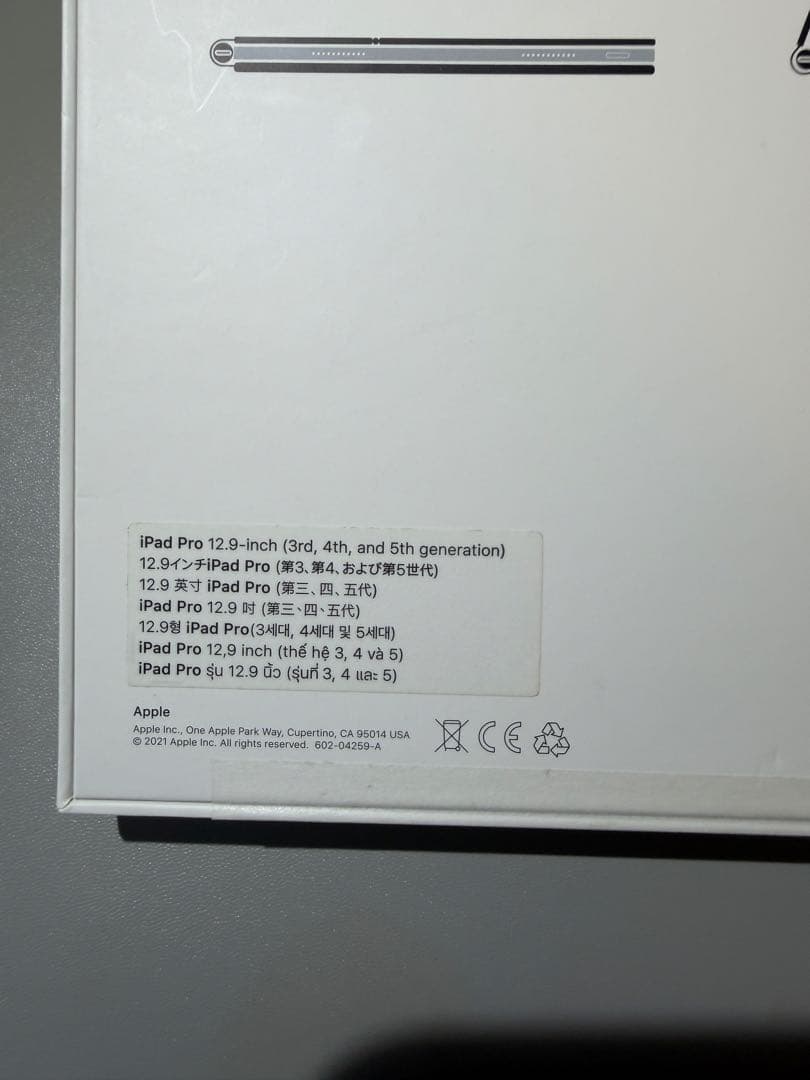 iPad Pro 12.9-inch (3rd, 4th, and 5th generation)
12.9インチiPad Pro (第3、第4、および第5世代)
12.9 英寸 iPad Pro (第三、四、五代)
iPad Pro 12.9 吋 (第三、四、五代)
12.9형 iPad Pro(3세대, 4세대 및 5세대)
iPad Pro 12,9 inch (thế hệ 3, 4 và 5)
iPad Pro รุ่น 12.9 นิ้ว (รุ่นที่ 3, 4 และ 5)
Apple
Apple Inc., One Apple Park Way, Cupertino, CA 95014 USA
© 2021 Apple Inc. All rights reserved. 602-04259-A
CE